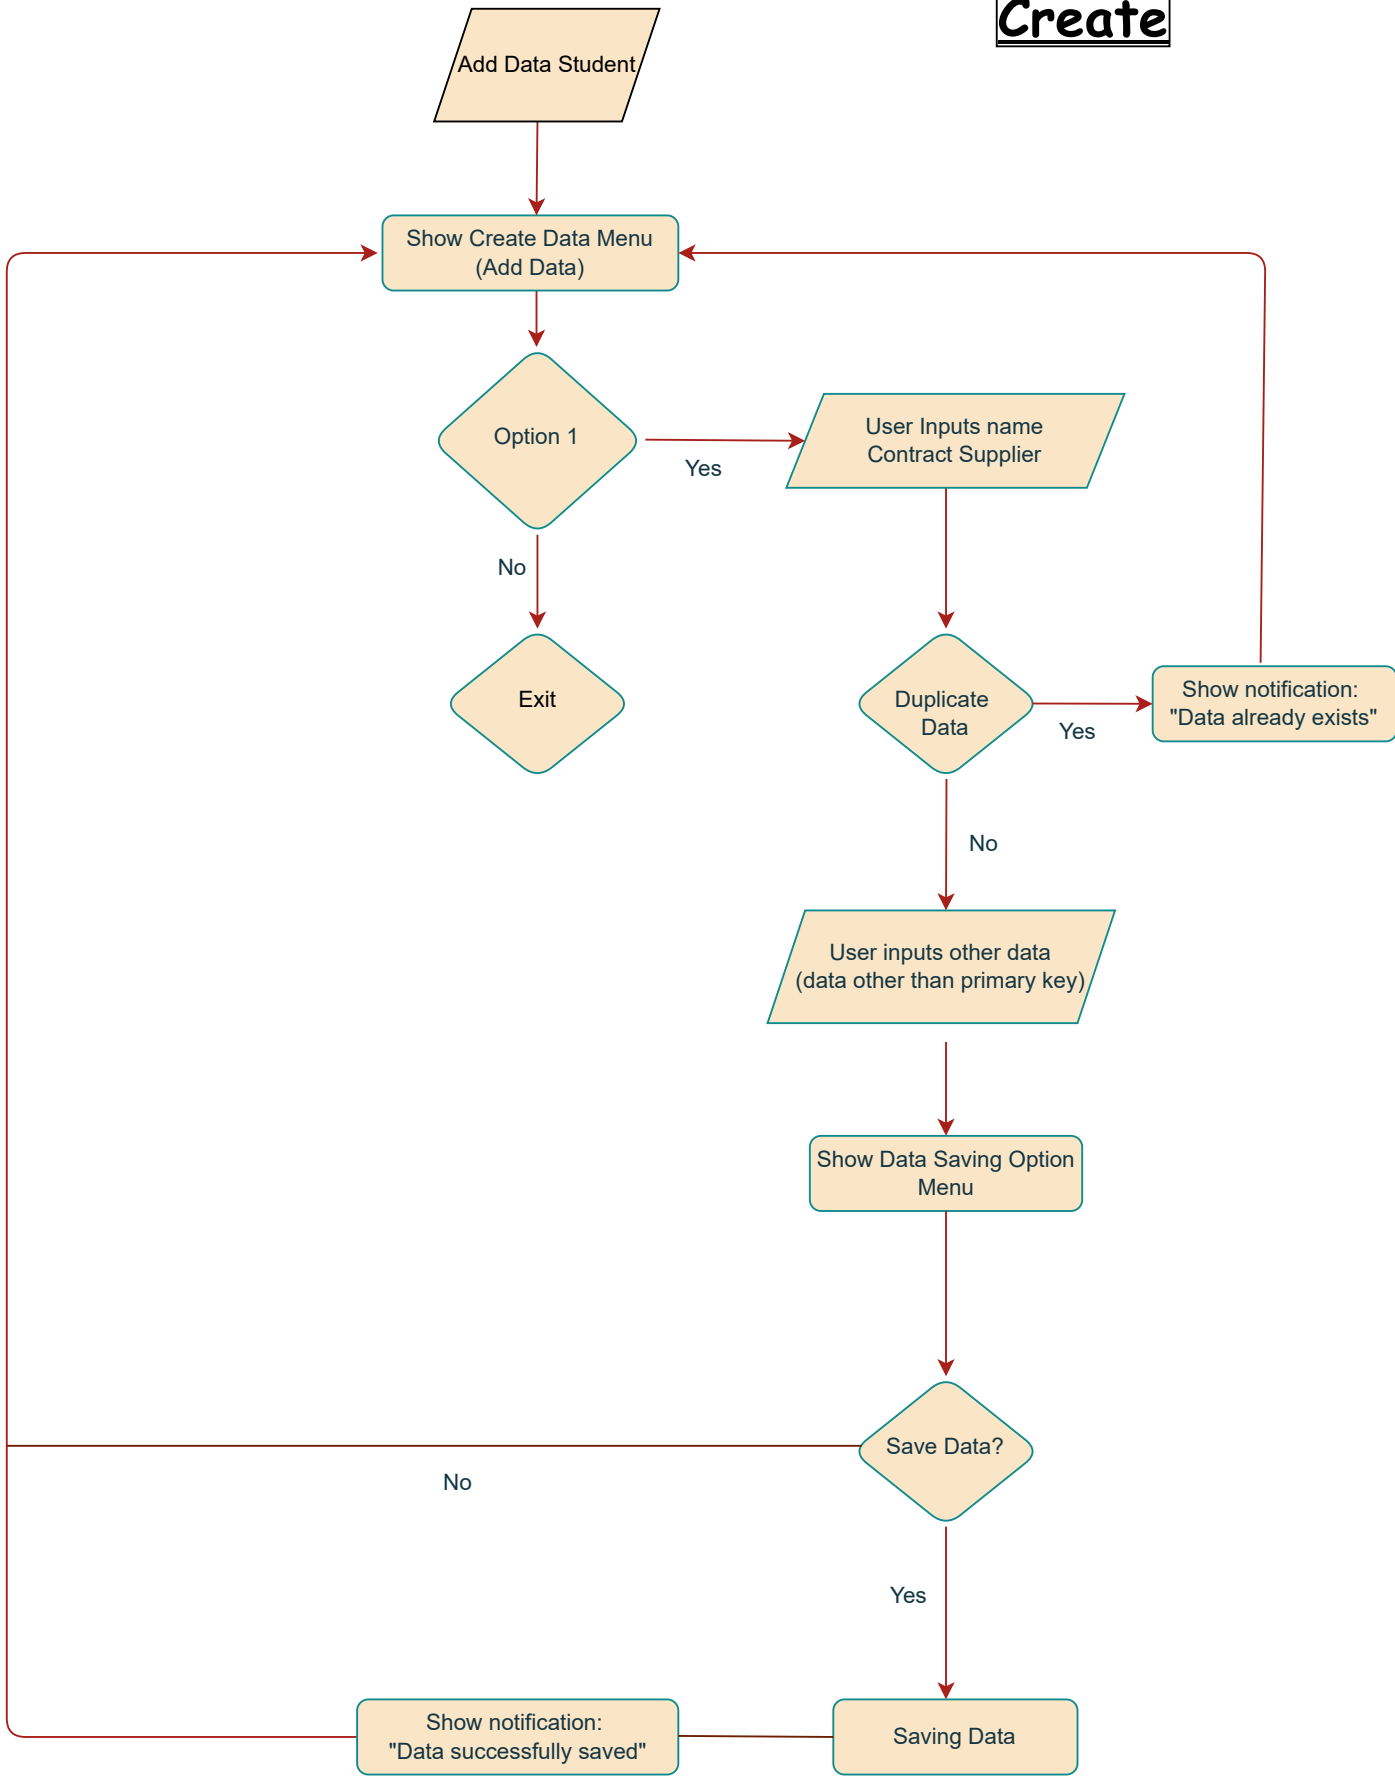 Create
Add Data Student
Show Create Data Menu
(Add Data)
Option 1
Yes
User Inputs name
Contract Supplier
No
Exit
Duplicate
Data
Yes
Show notification:
"Data already exists"
No
User inputs other data
(data other than primary key)
Show Data Saving Option
Menu
Save Data?
No
Yes
Saving Data
Show notification:
"Data successfully saved"